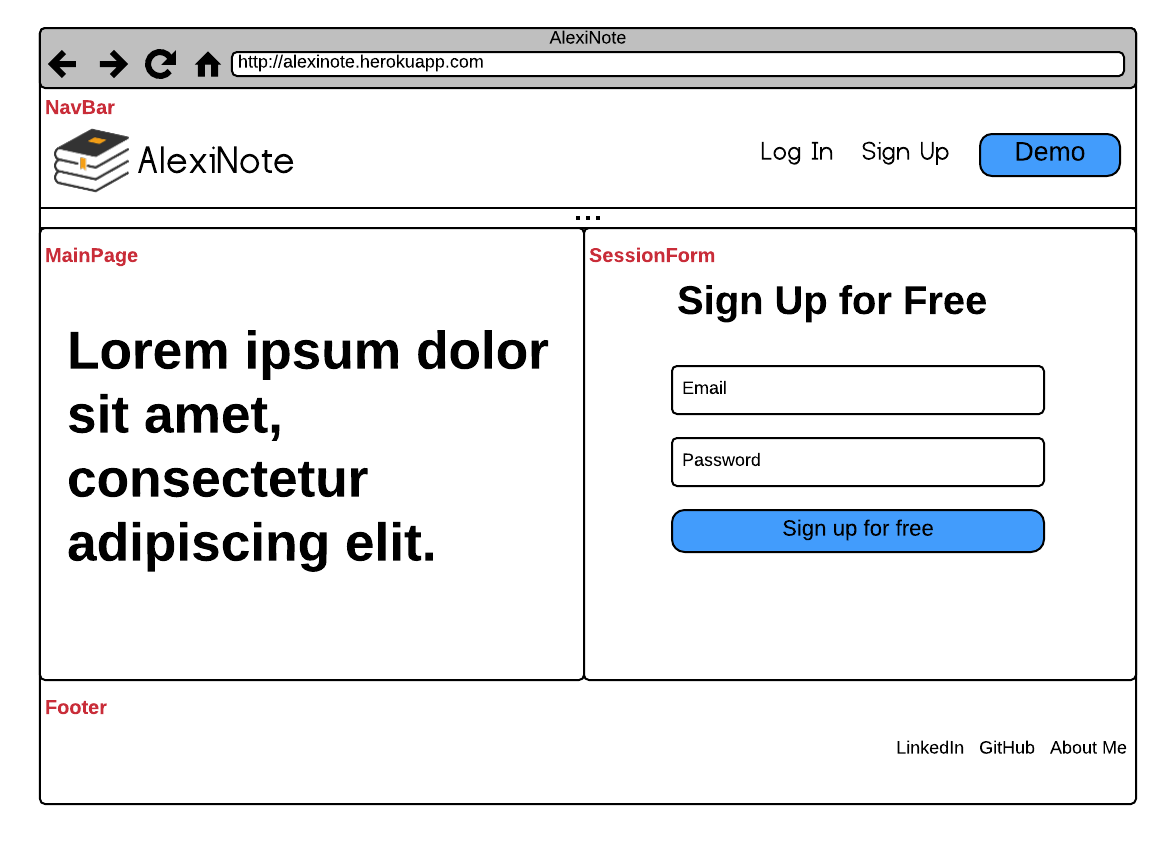 AlexiNote
http://alexinote.herokuapp.com
NavBar
AlexiNote
Log In
Sign Up
Demo
...
MainPage
Lorem ipsum dolor
sit amet,
consectetur
adipiscing elit.
SessionForm
Sign Up for Free
Email
Password
Sign up for free
Footer
LinkedIn
GitHub
About Me